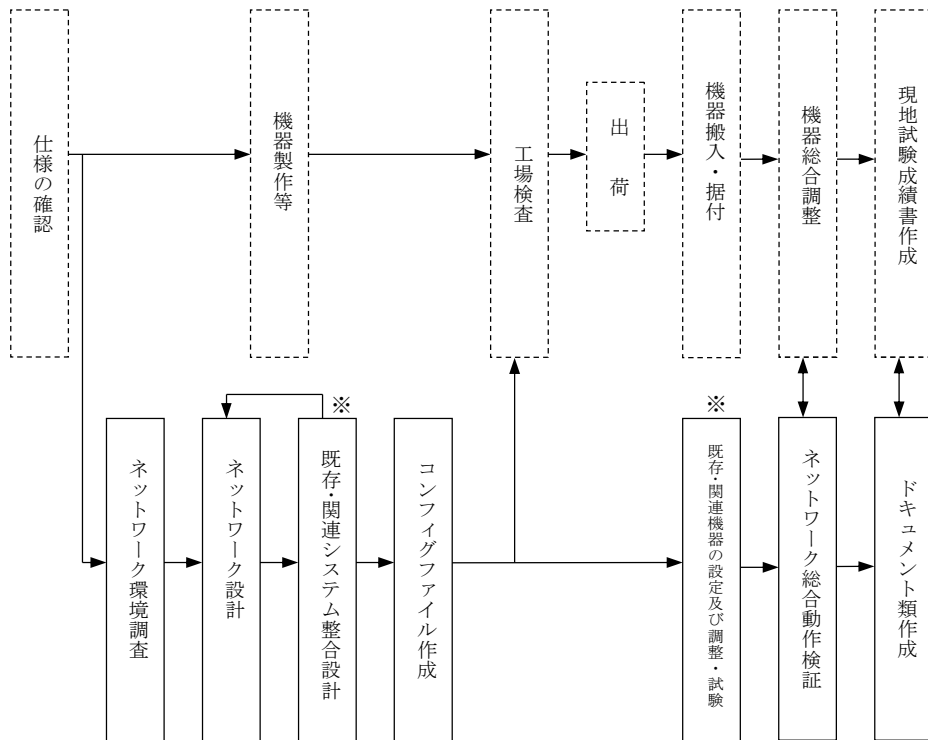 仕様の確認
機器製作等
工場検査
出荷
機器搬入・据付
機器総合調整
現地試験成績書作成
ネットワーク環境調査
ネットワーク設計
※
既存・関連システム整合設計
コンフィグファイル作成
※
既存・関連機器の設定及び調整・試験
ネットワーク総合動作検証
ドキュメント類作成